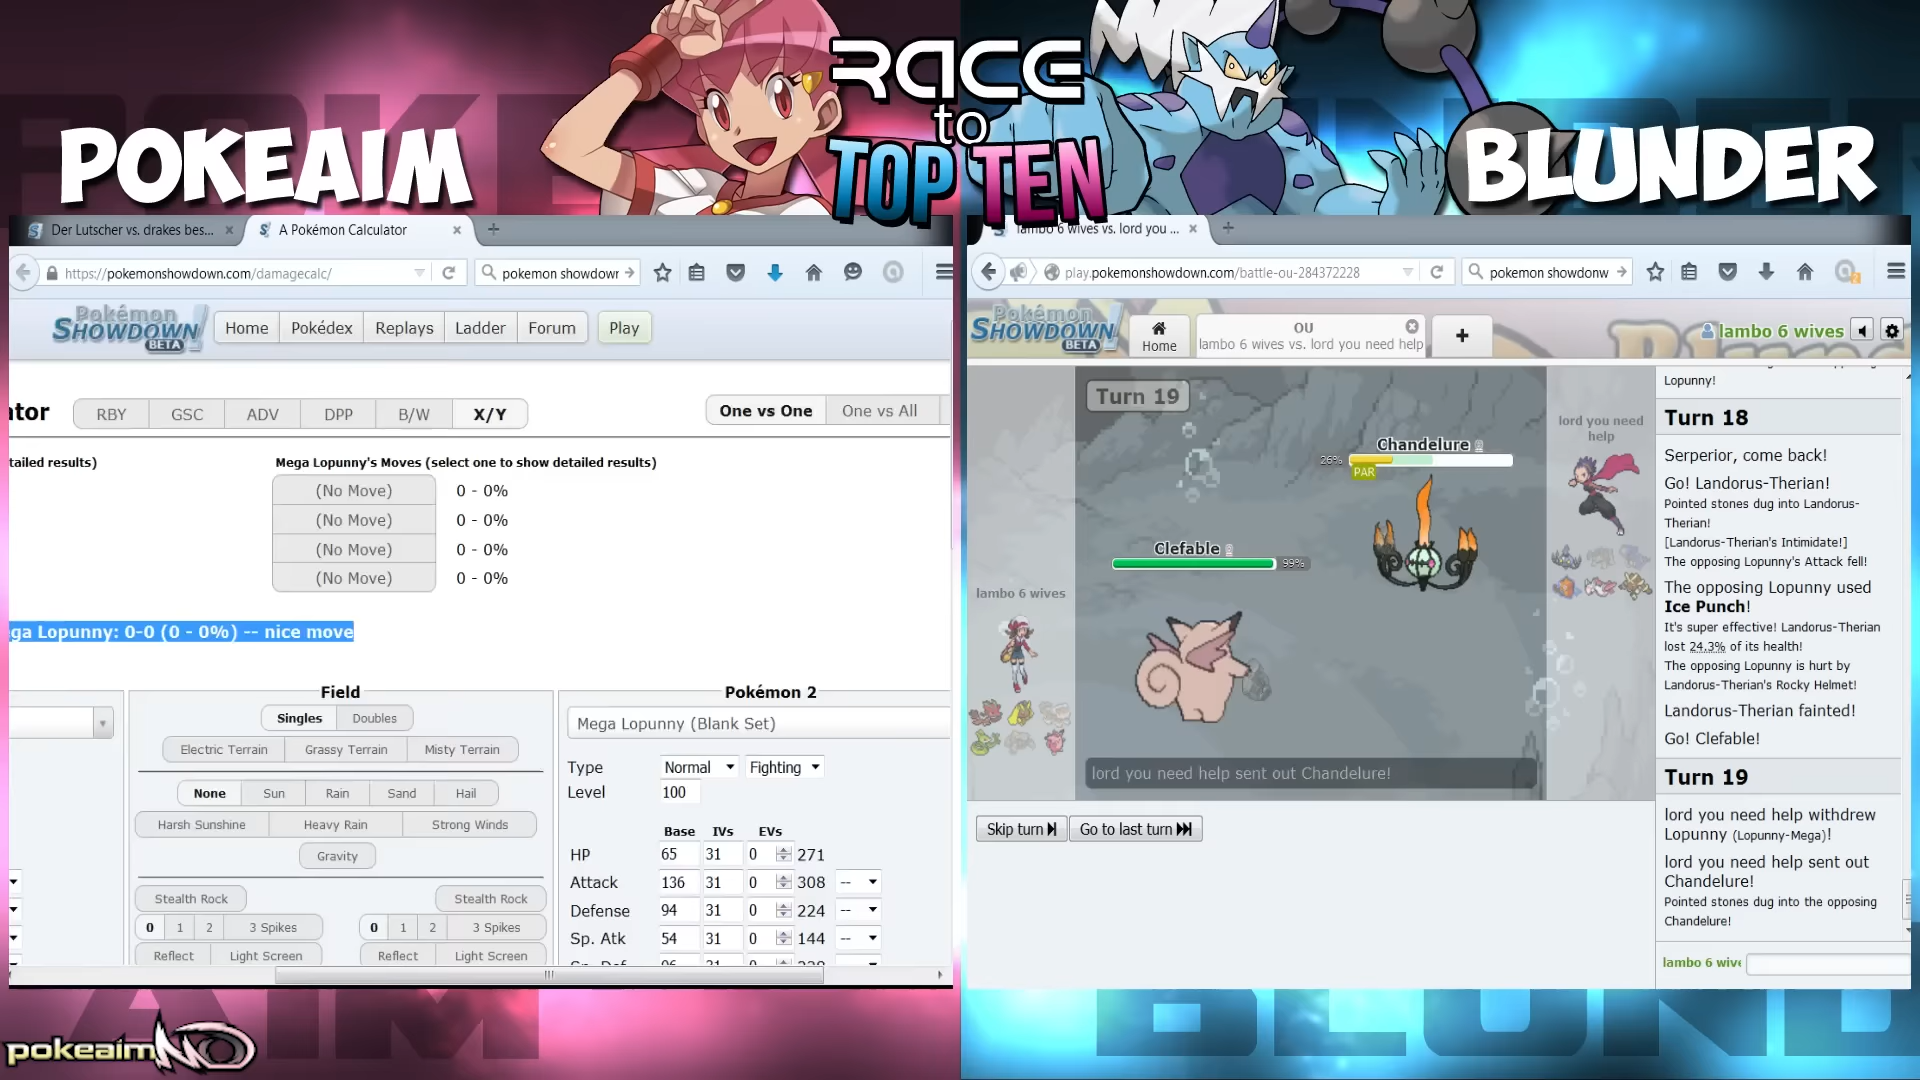 POKEAIM
RACE
to
TOP TEN
BLUNDER
Der Lutscher vs. drakes bes...
A Pokémon Calculator
https://pokemonshowdown.com/damagecalc/
pokemon showdowr
Pokémon
SHOWDOWN!
BETA
Home
Pokédex
Replays
Ladder
Forum
Play
ator
RBY
GSC
ADV
DPP
B/W
X/Y
One vs One
One vs All
tailed results)
Mega Lopunny's Moves (select one to show detailed results)
(No Move) 0 - 0%
(No Move) 0 - 0%
(No Move) 0 - 0%
(No Move) 0 - 0%
ega Lopunny: 0-0 (0 - 0%) -- nice move
Field
Singles Doubles
Electric Terrain Grassy Terrain Misty Terrain
None Sun Rain Sand Hail
Harsh Sunshine Heavy Rain Strong Winds
Gravity
Stealth Rock Stealth Rock
0 1 2 3 Spikes 0 1 2 3 Spikes
Reflect Light Screen Reflect Light Screen
Pokémon 2
Mega Lopunny (Blank Set)
Type Normal Fighting
Level 100
Base IVs EVs
HP 65 31 0 271
Attack 136 31 0 308 --
Defense 94 31 0 224 --
Sp. Atk 54 31 0 144 --
lambo 6 wives vs. lord you ...
play.pokemonshowdown.com/battle-ou-284372228
pokemon showdonw
2
Pokémon
SHOWDOWN!
BETA
Home
OU
lambo 6 wives vs. lord you need help
+
lambo 6 wives
Turn 19
Chandelure
26%
PAR
Clefable
99%
lambo 6 wives
lord you need
help
lord you need help sent out Chandelure!
Skip turn
Go to last turn
Lopunny!
Turn 18
Serperior, come back!
Go! Landorus-Therian!
Pointed stones dug into Landorus-
Therian!
[Landorus-Therian's Intimidate!]
The opposing Lopunny's Attack fell!
The opposing Lopunny used
Ice Punch!
It's super effective! Landorus-Therian
lost 24.3% of its health!
The opposing Lopunny is hurt by
Landorus-Therian's Rocky Helmet!
Landorus-Therian fainted!
Go! Clefable!
Turn 19
lord you need help withdrew
Lopunny (Lopunny-Mega)!
lord you need help sent out
Chandelure!
Pointed stones dug into the opposing
Chandelure!
lambo 6 wive
pokeaimMD